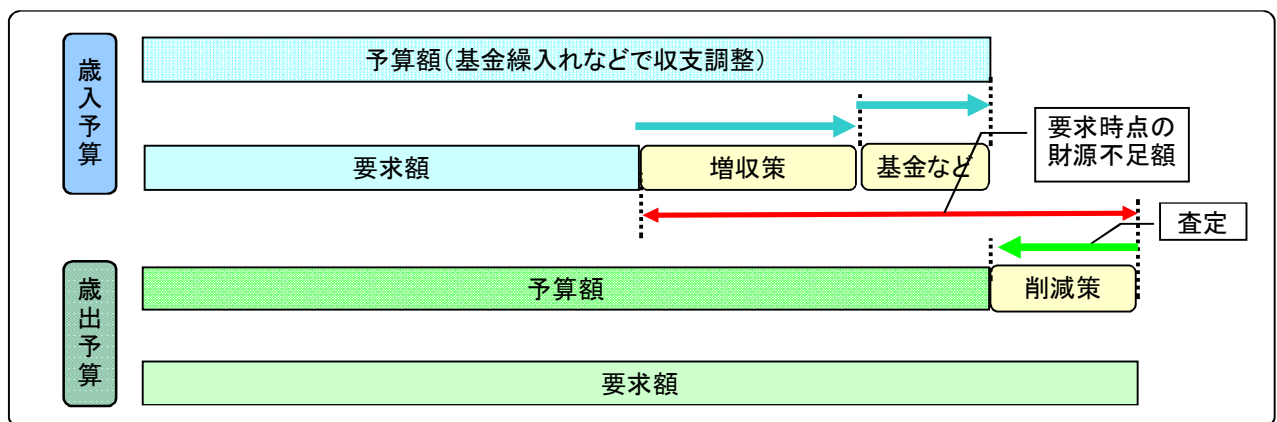 歳入予算
予算額(基金繰入れなどで収支調整)
要求時点の
財源不足額
要求額
増収策
基金など
査定
歳出予算
予算額
削減策
要求額